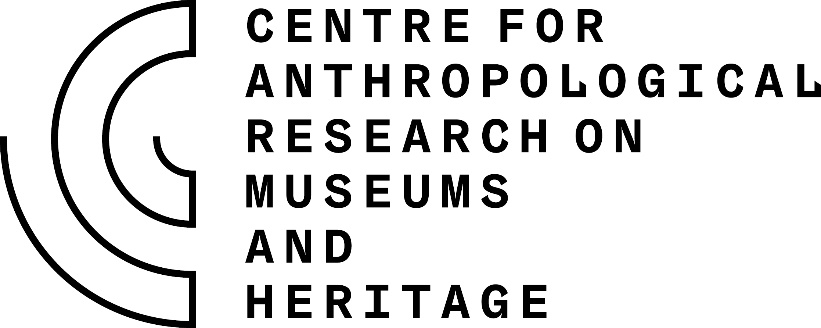 CENTRE FOR
ANTHROPOLOGICAL
RESEARCH ON
MUSEUMS
AND
HERITAGE